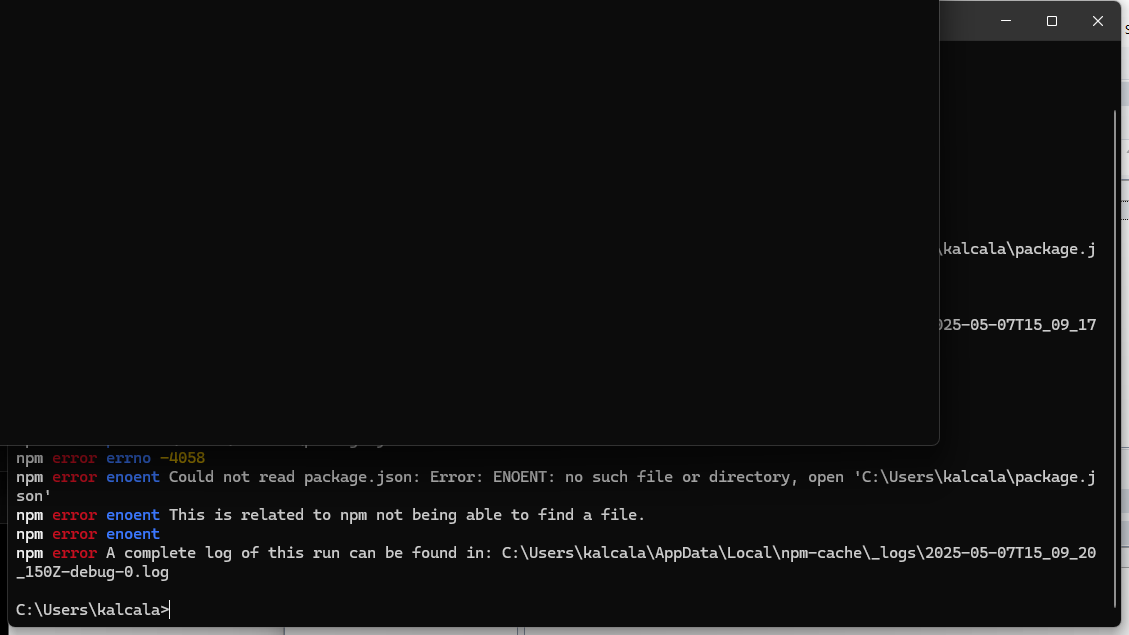 \kalcala\package.j
025-05-07T15_09_17
npm error errno -4058
npm error enoent Could not read package.json: Error: ENOENT: no such file or directory, open 'C:\Users\kalcala\package.j
son'
npm error enoent This is related to npm not being able to find a file.
npm error enoent
npm error A complete log of this run can be found in: C:\Users\kalcala\AppData\Local\npm-cache\_logs\2025-05-07T15_09_20
_150Z-debug-0.log
C:\Users\kalcala>